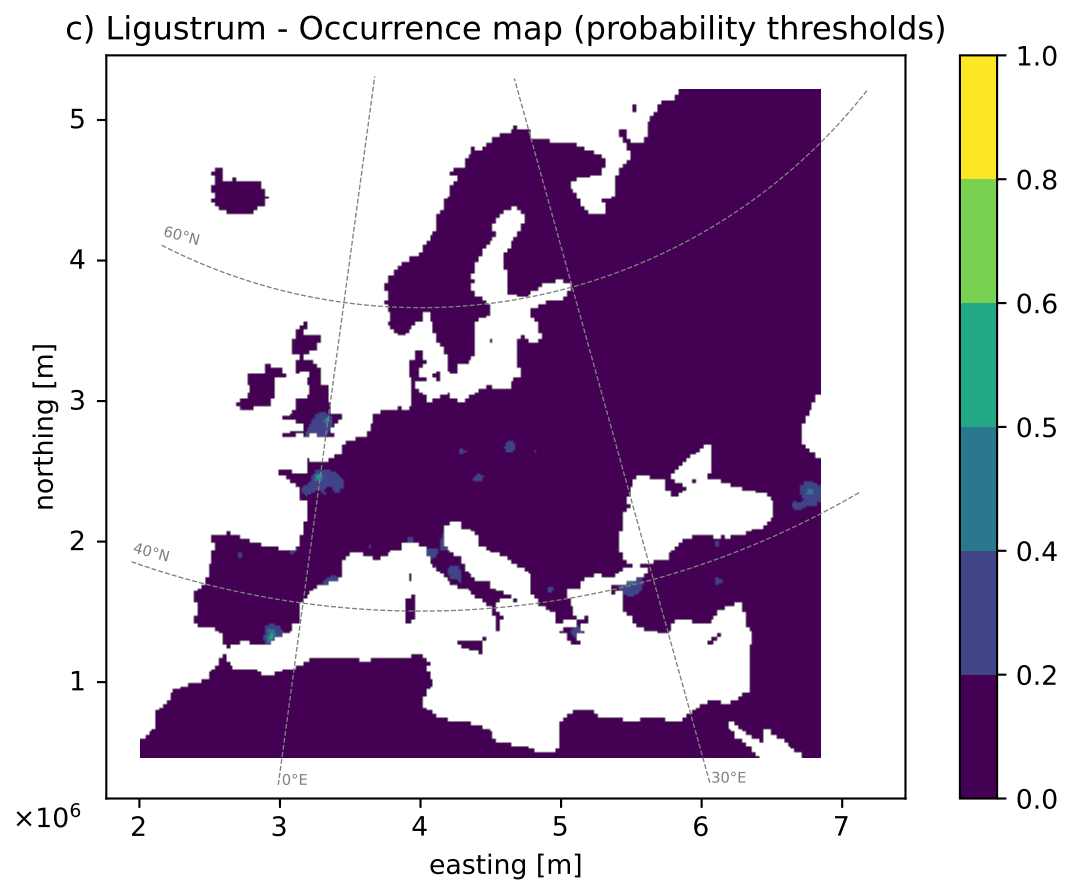 c) Ligustrum - Occurrence map (probability thresholds)
1.0
0.8
0.6
0.5
0.4
0.2
0.0
northing [m]
5
4
3
2
1
60°N
40°N
0°E
30°E
×10⁶
2 3 4 5 6 7
easting [m]